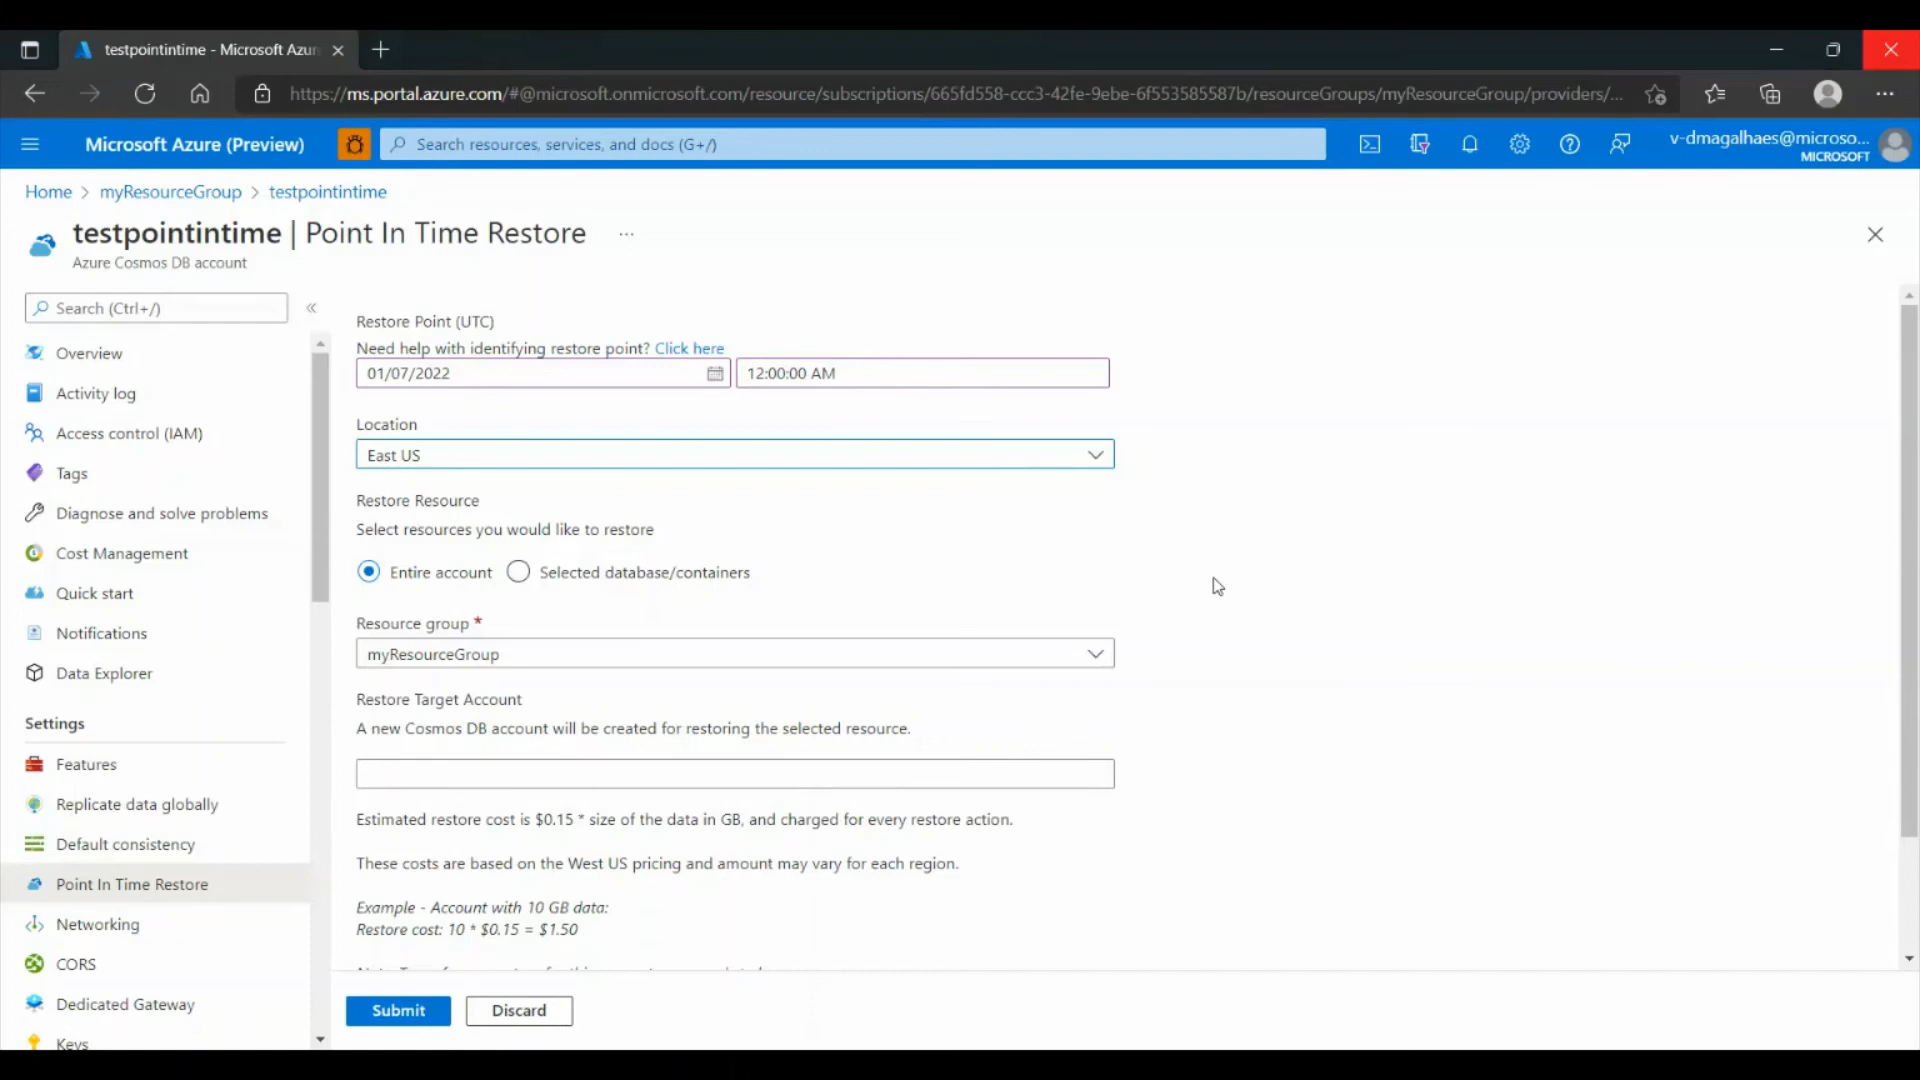 testpointintime - Microsoft Azur
https://ms.portal.azure.com/#@microsoft.onmicrosoft.com/resource/subscriptions/665fd558-ccc3-42fe-9ebe-6f553585587b/resourceGroups/myResourceGroup/providers/...
Microsoft Azure (Preview)
Search resources, services, and docs (G+/)
v-dmagalhaes@microso...
MICROSOFT
Home > myResourceGroup > testpointintime
testpointintime | Point In Time Restore ...
Azure Cosmos DB account
Search (Ctrl+/)
Overview
Activity log
Access control (IAM)
Tags
Diagnose and solve problems
Cost Management
Quick start
Notifications
Data Explorer
Settings
Features
Replicate data globally
Default consistency
Point In Time Restore
Networking
CORS
Dedicated Gateway
Keys
Restore Point (UTC)
Need help with identifying restore point? Click here
01/07/2022
12:00:00 AM
Location
East US
Restore Resource
Select resources you would like to restore
Entire account
Selected database/containers
Resource group *
myResourceGroup
Restore Target Account
A new Cosmos DB account will be created for restoring the selected resource.
Estimated restore cost is $0.15 * size of the data in GB, and charged for every restore action.
These costs are based on the West US pricing and amount may vary for each region.
Example - Account with 10 GB data:
Restore cost: 10 * $0.15 = $1.50
Submit
Discard